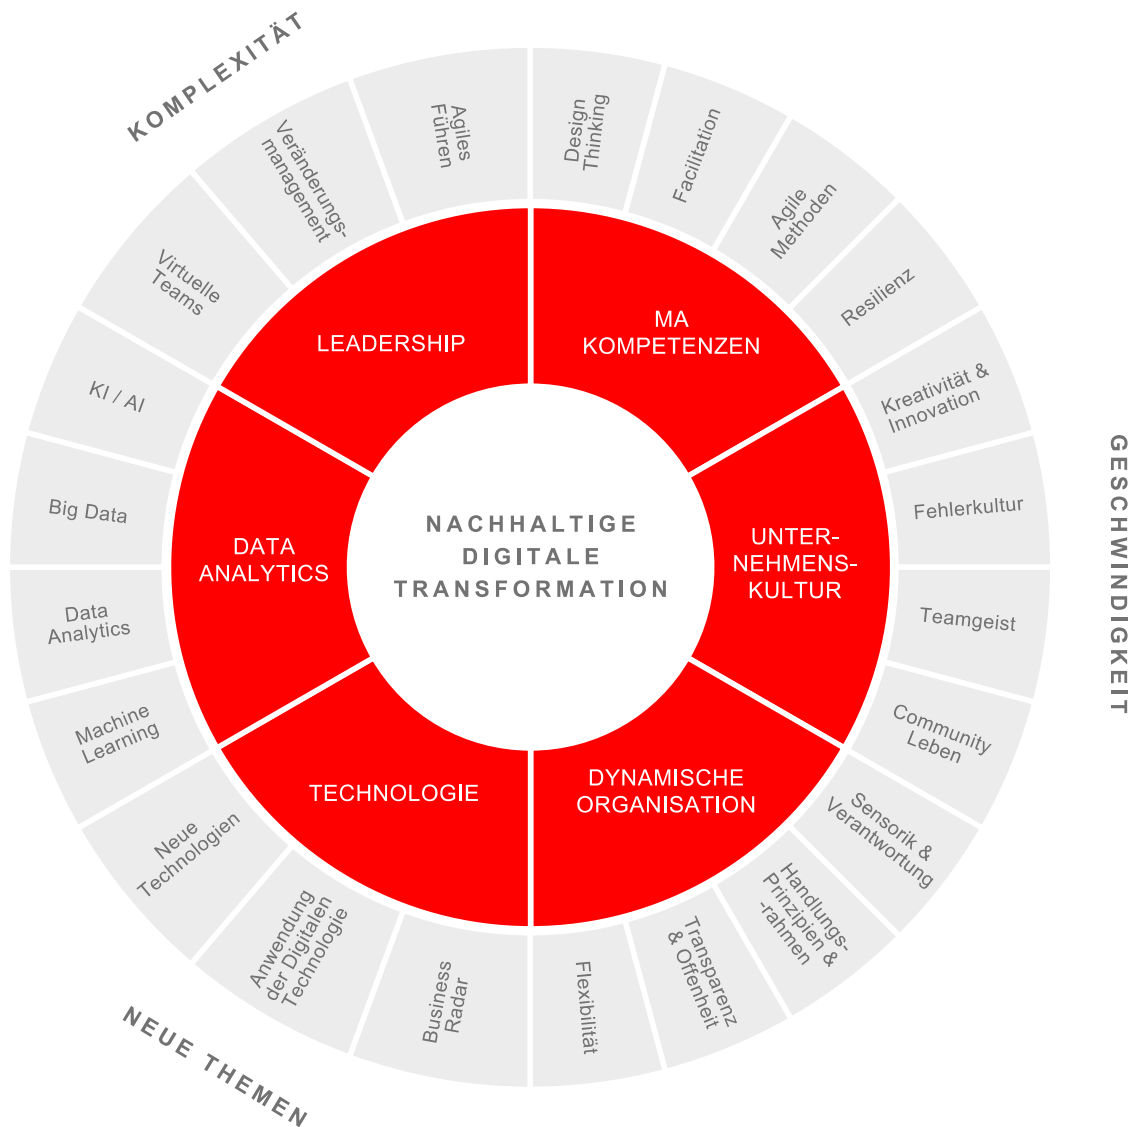 KOMPLEXITÄT
GESCHWINDIGKEIT
NEUE THEMEN
NACHHALTIGE
DIGITALE
TRANSFORMATION
MA
KOMPETENZEN
UNTER-
NEHMENS-
KULTUR
DYNAMISCHE
ORGANISATION
TECHNOLOGIE
DATA
ANALYTICS
LEADERSHIP
Design
Thinking
Facilitation
Agile
Methoden
Resilienz
Kreativität &
Innovation
Fehlerkultur
Teamgeist
Community
Leben
Sensorik &
Verantwortung
Handlungs-
Prinzipien &
-rahmen
Transparenz
& Offenheit
Flexibilität
Business
Radar
Anwendung
der Digitalen
Technologie
Neue
Technologien
Machine
Learning
Data
Analytics
Big Data
KI / AI
Virtuelle
Teams
Veränderungs-
management
Agiles
Führen